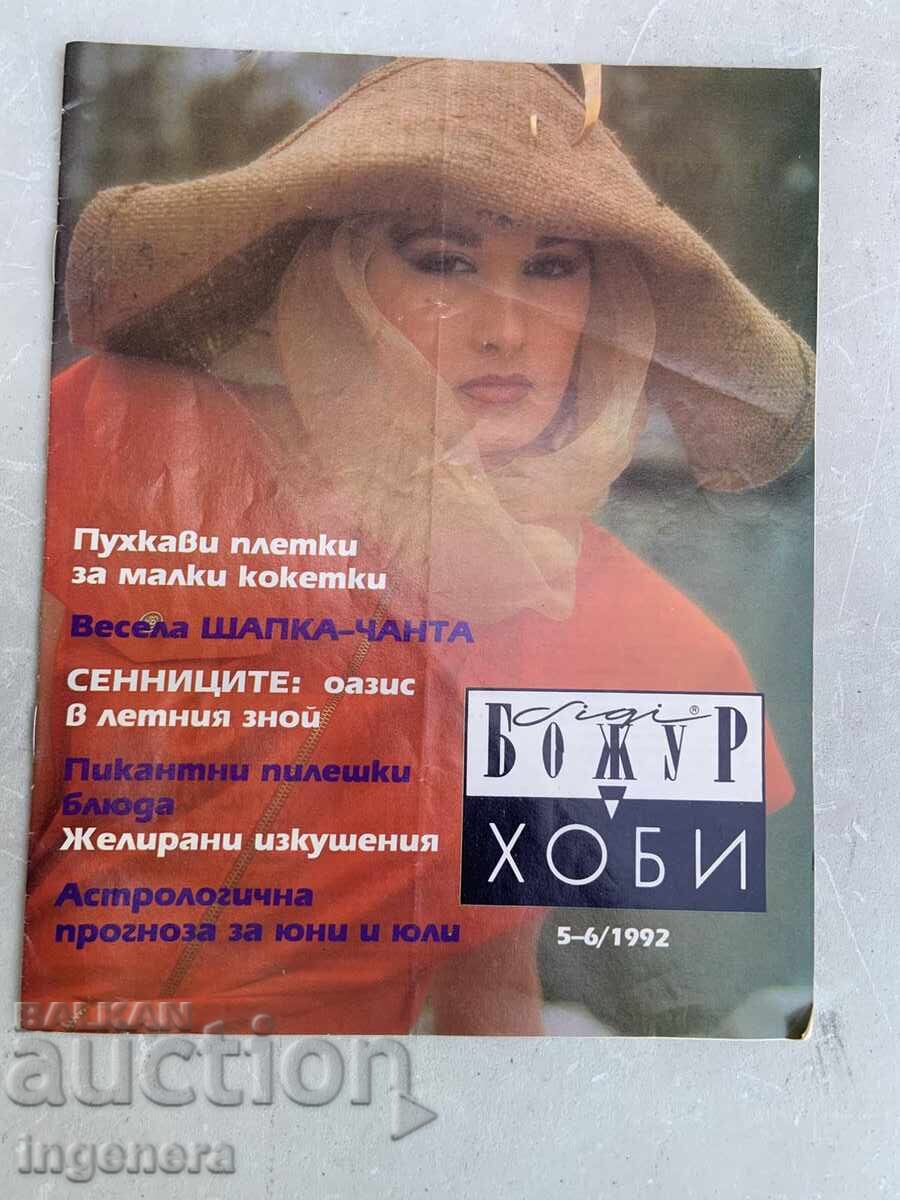 Пухкави плетки
за малки кокетки
Весела ШАПКА-ЧАНТА
СЕННИЦИТЕ: оазис
в летния зной
Пикантни пилешки
блюда
Желирани изкушения
Астрологична
прогноза за юни и юли
Sigi®
БОЖУР
ХОБИ
5-6/1992
BALKAN
auction
ingenera